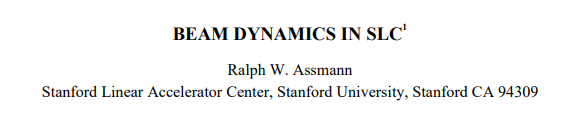 BEAM DYNAMICS IN SLC¹
Ralph W. Assmann
Stanford Linear Accelerator Center, Stanford University, Stanford CA 94309